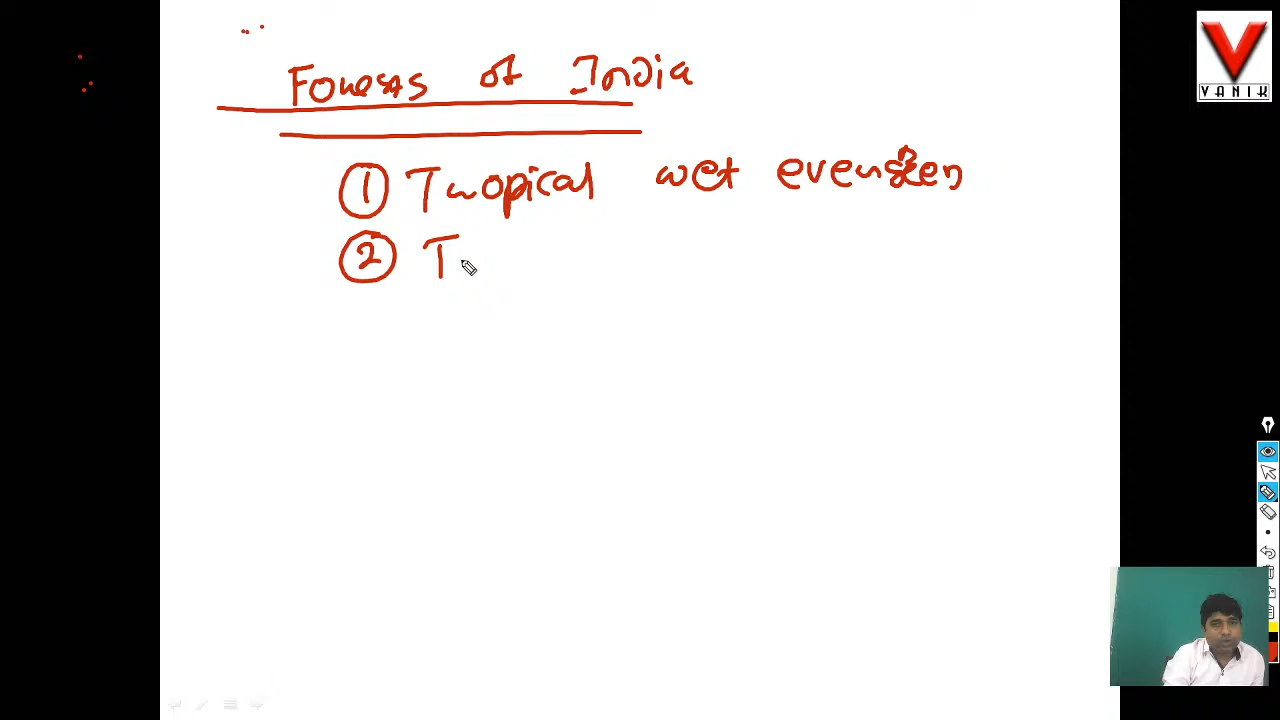 Forests of India
① Tropical wet evergreen
② T
VANIK